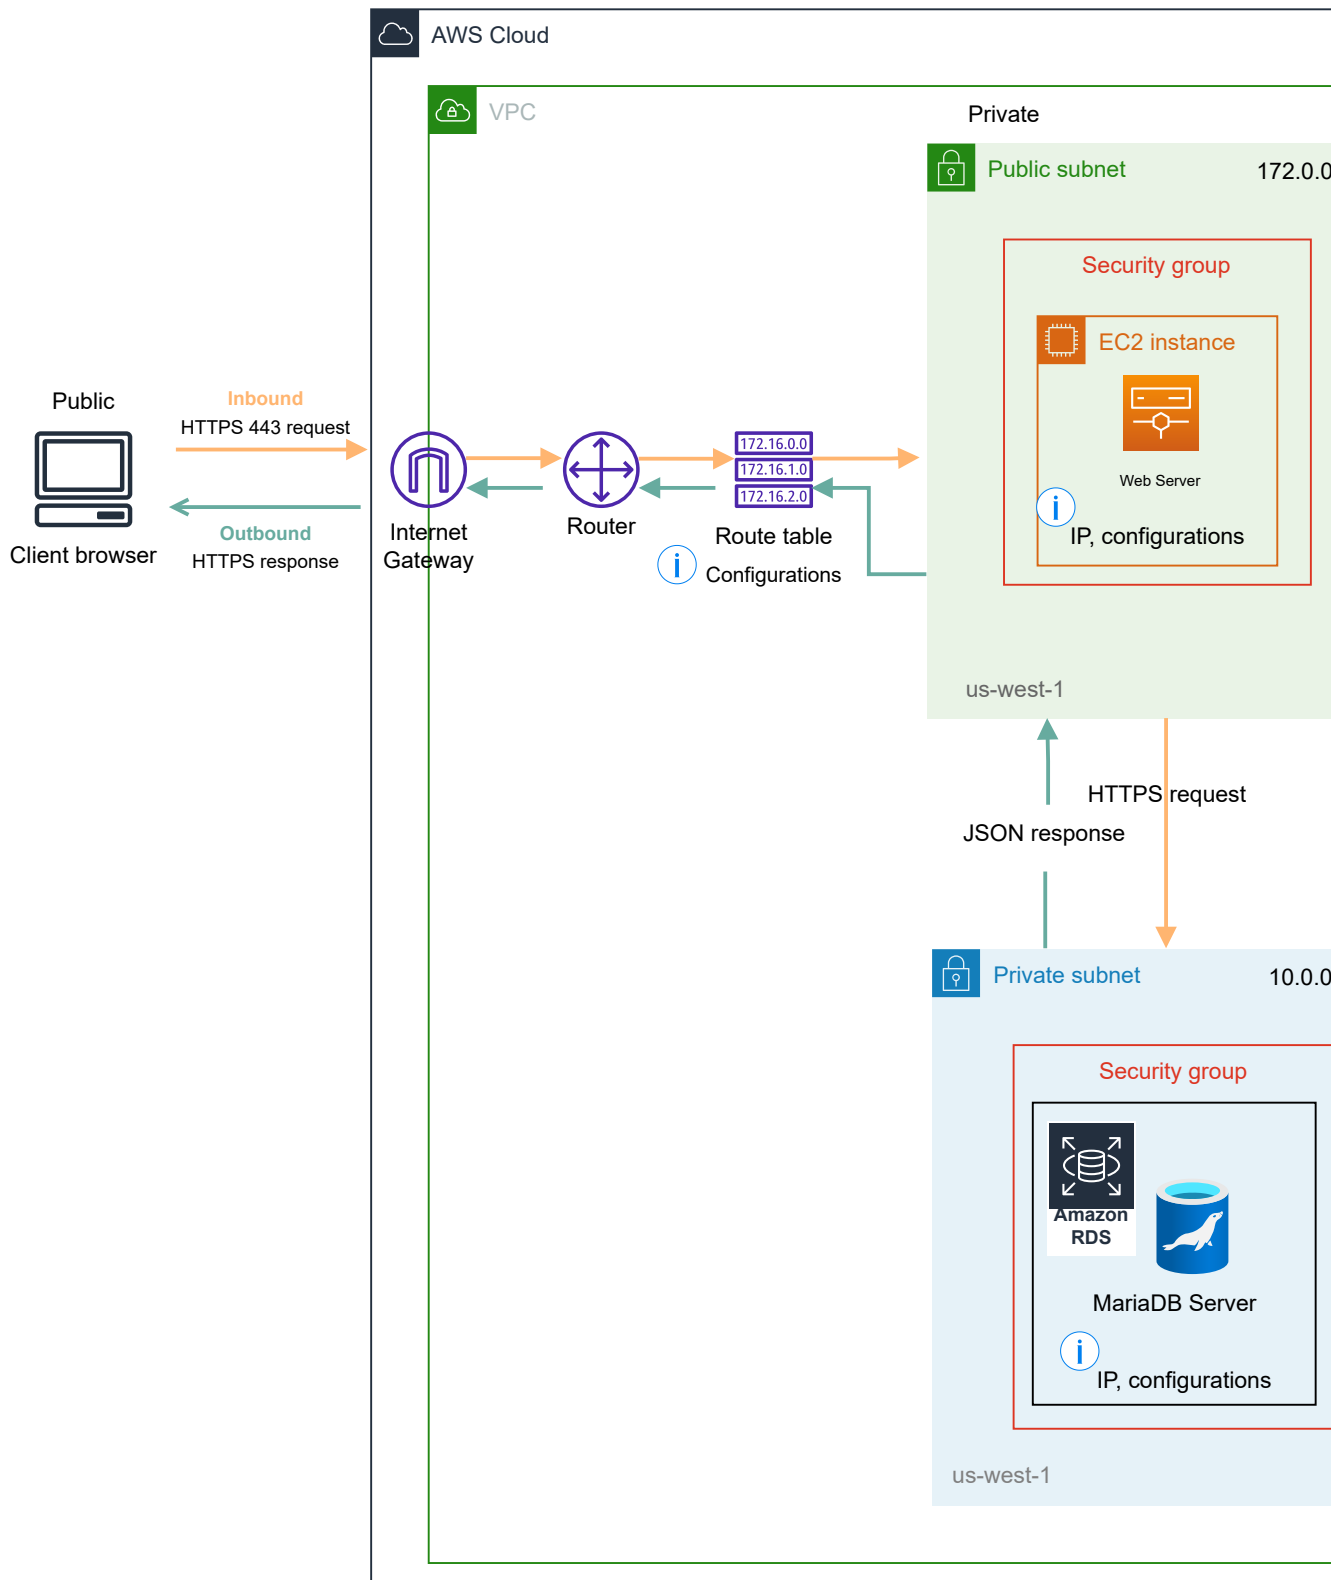 AWS Cloud
VPC
Private
Public subnet
172.0.0
Security group
EC2 instance
Web Server
IP, configurations
us-west-1
Public
Client browser
Inbound
HTTPS 443 request
Outbound
HTTPS response
Internet
Gateway
Router
172.16.0.0
172.16.1.0
172.16.2.0
Route table
Configurations
HTTPS request
JSON response
Private subnet
10.0.0
Security group
Amazon
RDS
MariaDB Server
IP, configurations
us-west-1